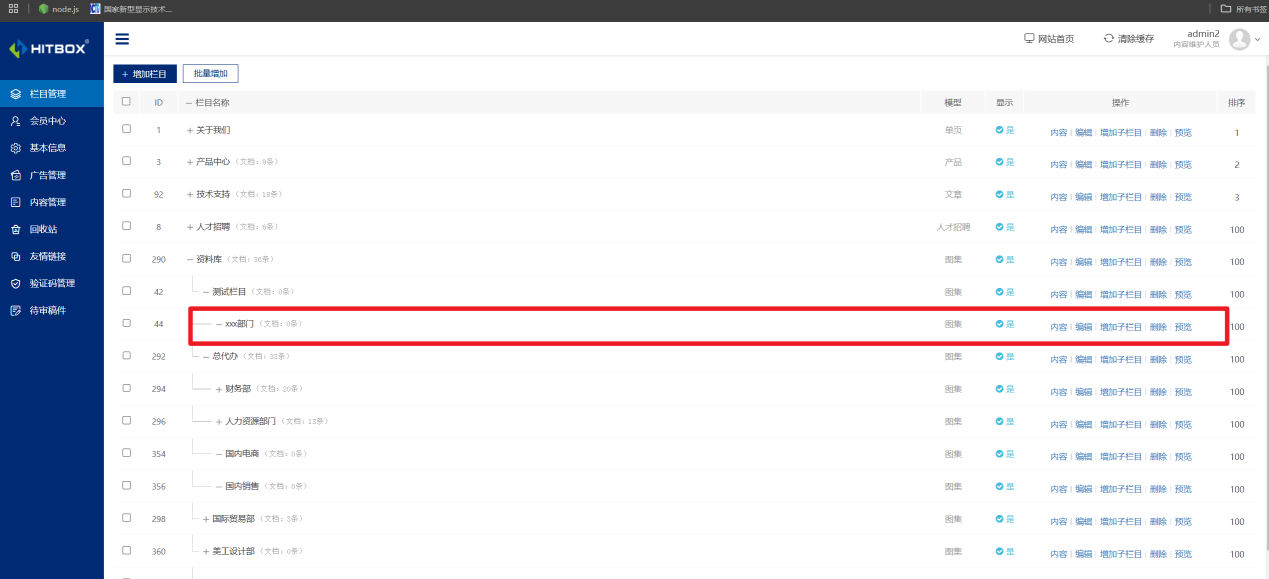 node.js 国家新型显示技术... 所有书签
HITBOX® 网站首页 清除缓存 admin2
内容维护人员
+ 增加栏目 批量增加
栏目管理
会员中心
基本信息
广告管理
内容管理
回收站
友情链接
验证码管理
待审稿件
ID 栏目名称 模型 显示 操作 排序
1 + 关于我们 单页 是 内容 | 编辑 | 增加子栏目 | 删除 | 预览 1
3 + 产品中心 (文档:9条) 产品 是 内容 | 编辑 | 增加子栏目 | 删除 | 预览 2
92 + 技术支持 (文档:18条) 文章 是 内容 | 编辑 | 增加子栏目 | 删除 | 预览 3
8 + 人才招聘 (文档:6条) 人才招聘 是 内容 | 编辑 | 增加子栏目 | 删除 | 预览 100
290 − 资料库 (文档:36条) 图集 是 内容 | 编辑 | 增加子栏目 | 删除 | 预览 100
42 − 测试栏目 (文档:0条) 图集 是 内容 | 编辑 | 增加子栏目 | 删除 | 预览 100
44 − xxx部门 (文档:0条) 图集 是 内容 | 编辑 | 增加子栏目 | 删除 | 预览 100
292 − 总代办 (文档:33条) 图集 是 内容 | 编辑 | 增加子栏目 | 删除 | 预览 100
294 + 财务部 (文档:20条) 图集 是 内容 | 编辑 | 增加子栏目 | 删除 | 预览 100
296 + 人力资源部门 (文档:13条) 图集 是 内容 | 编辑 | 增加子栏目 | 删除 | 预览 100
354 − 国内电商 (文档:0条) 图集 是 内容 | 编辑 | 增加子栏目 | 删除 | 预览 100
356 − 国内销售 (文档:0条) 图集 是 内容 | 编辑 | 增加子栏目 | 删除 | 预览 100
298 + 国际贸易部 (文档:3条) 图集 是 内容 | 编辑 | 增加子栏目 | 删除 | 预览 100
360 + 美工设计部 (文档:0条) 图集 是 内容 | 编辑 | 增加子栏目 | 删除 | 预览 100